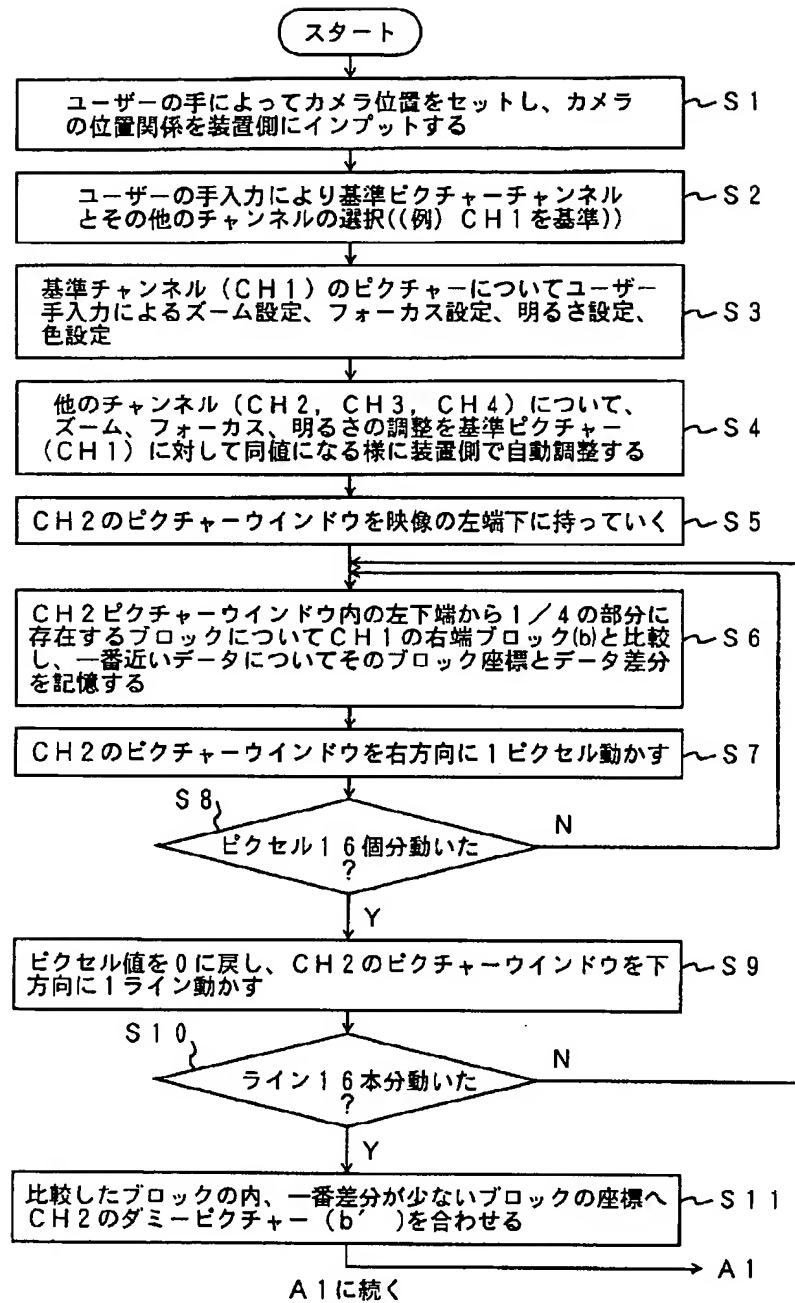 スタート
ユーザーの手によってカメラ位置をセットし、カメラ
の位置関係を装置側にインプットする
S1
ユーザーの手入力により基準ピクチャーチャンネル
とその他のチャンネルの選択((例)CH1を基準))
S2
基準チャンネル(CH1)のピクチャーについてユーザー
手入力によるズーム設定、フォーカス設定、明るさ設定、
色設定
S3
他のチャンネル(CH2,CH3,CH4)について、
ズーム、フォーカス、明るさの調整を基準ピクチャー
(CH1)に対して同値になる様に装置側で自動調整する
S4
CH2のピクチャーウインドウを映像の左端下に持っていく
S5
CH2ピクチャーウインドウ内の左下端から1/4の部分に
存在するブロックについてCH1の右端ブロック(b)と比較
し、一番近いデータについてそのブロック座標とデータ差分
を記憶する
S6
CH2のピクチャーウインドウを右方向に1ピクセル動かす
S7
S8
ピクセル16個分動いた
?
N
Y
ピクセル値を0に戻し、CH2のピクチャーウインドウを下
方向に1ライン動かす
S9
S10
ライン16本分動いた
?
N
Y
比較したブロックの内、一番差分が少ないブロックの座標へ
CH2のダミーピクチャー(b′)を合わせる
S11
A1
A1に続く